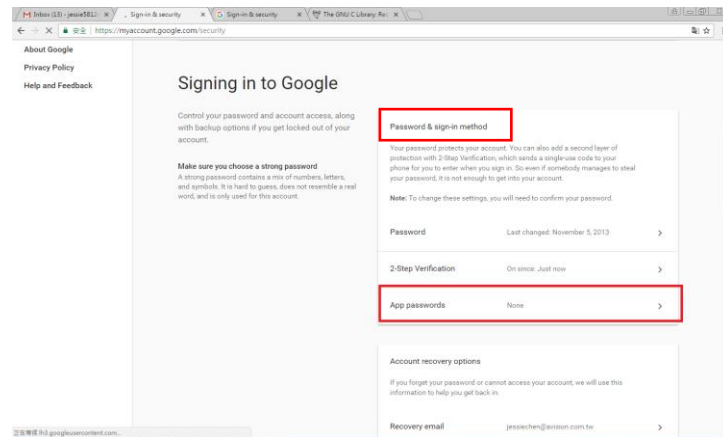 Inbox (13) - jessie5812
Sign-in & security
Sign-in & security
The GNU C Library: Re
安全 | https://myaccount.google.com/security
About Google
Privacy Policy
Help and Feedback
Signing in to Google
Control your password and account access, along
with backup options if you get locked out of your
account.
Make sure you choose a strong password
A strong password contains a mix of numbers, letters,
and symbols. It is hard to guess, does not resemble a real
word, and is only used for this account.
Password & sign-in method
Your password protects your account. You can also add a second layer of
protection with 2-Step Verification, which sends a single-use code to your
phone for you to enter when you sign in. So even if somebody manages to steal
your password, it is not enough to get into your account.
Note: To change these settings, you will need to confirm your password.
Password
Last changed: November 5, 2013
2-Step Verification
On since: Just now
App passwords
None
Account recovery options
If you forget your password or cannot access your account, we will use this
information to help you get back in.
Recovery email
jessiechen@avision.com.tw
lh3.googleusercontent.com...